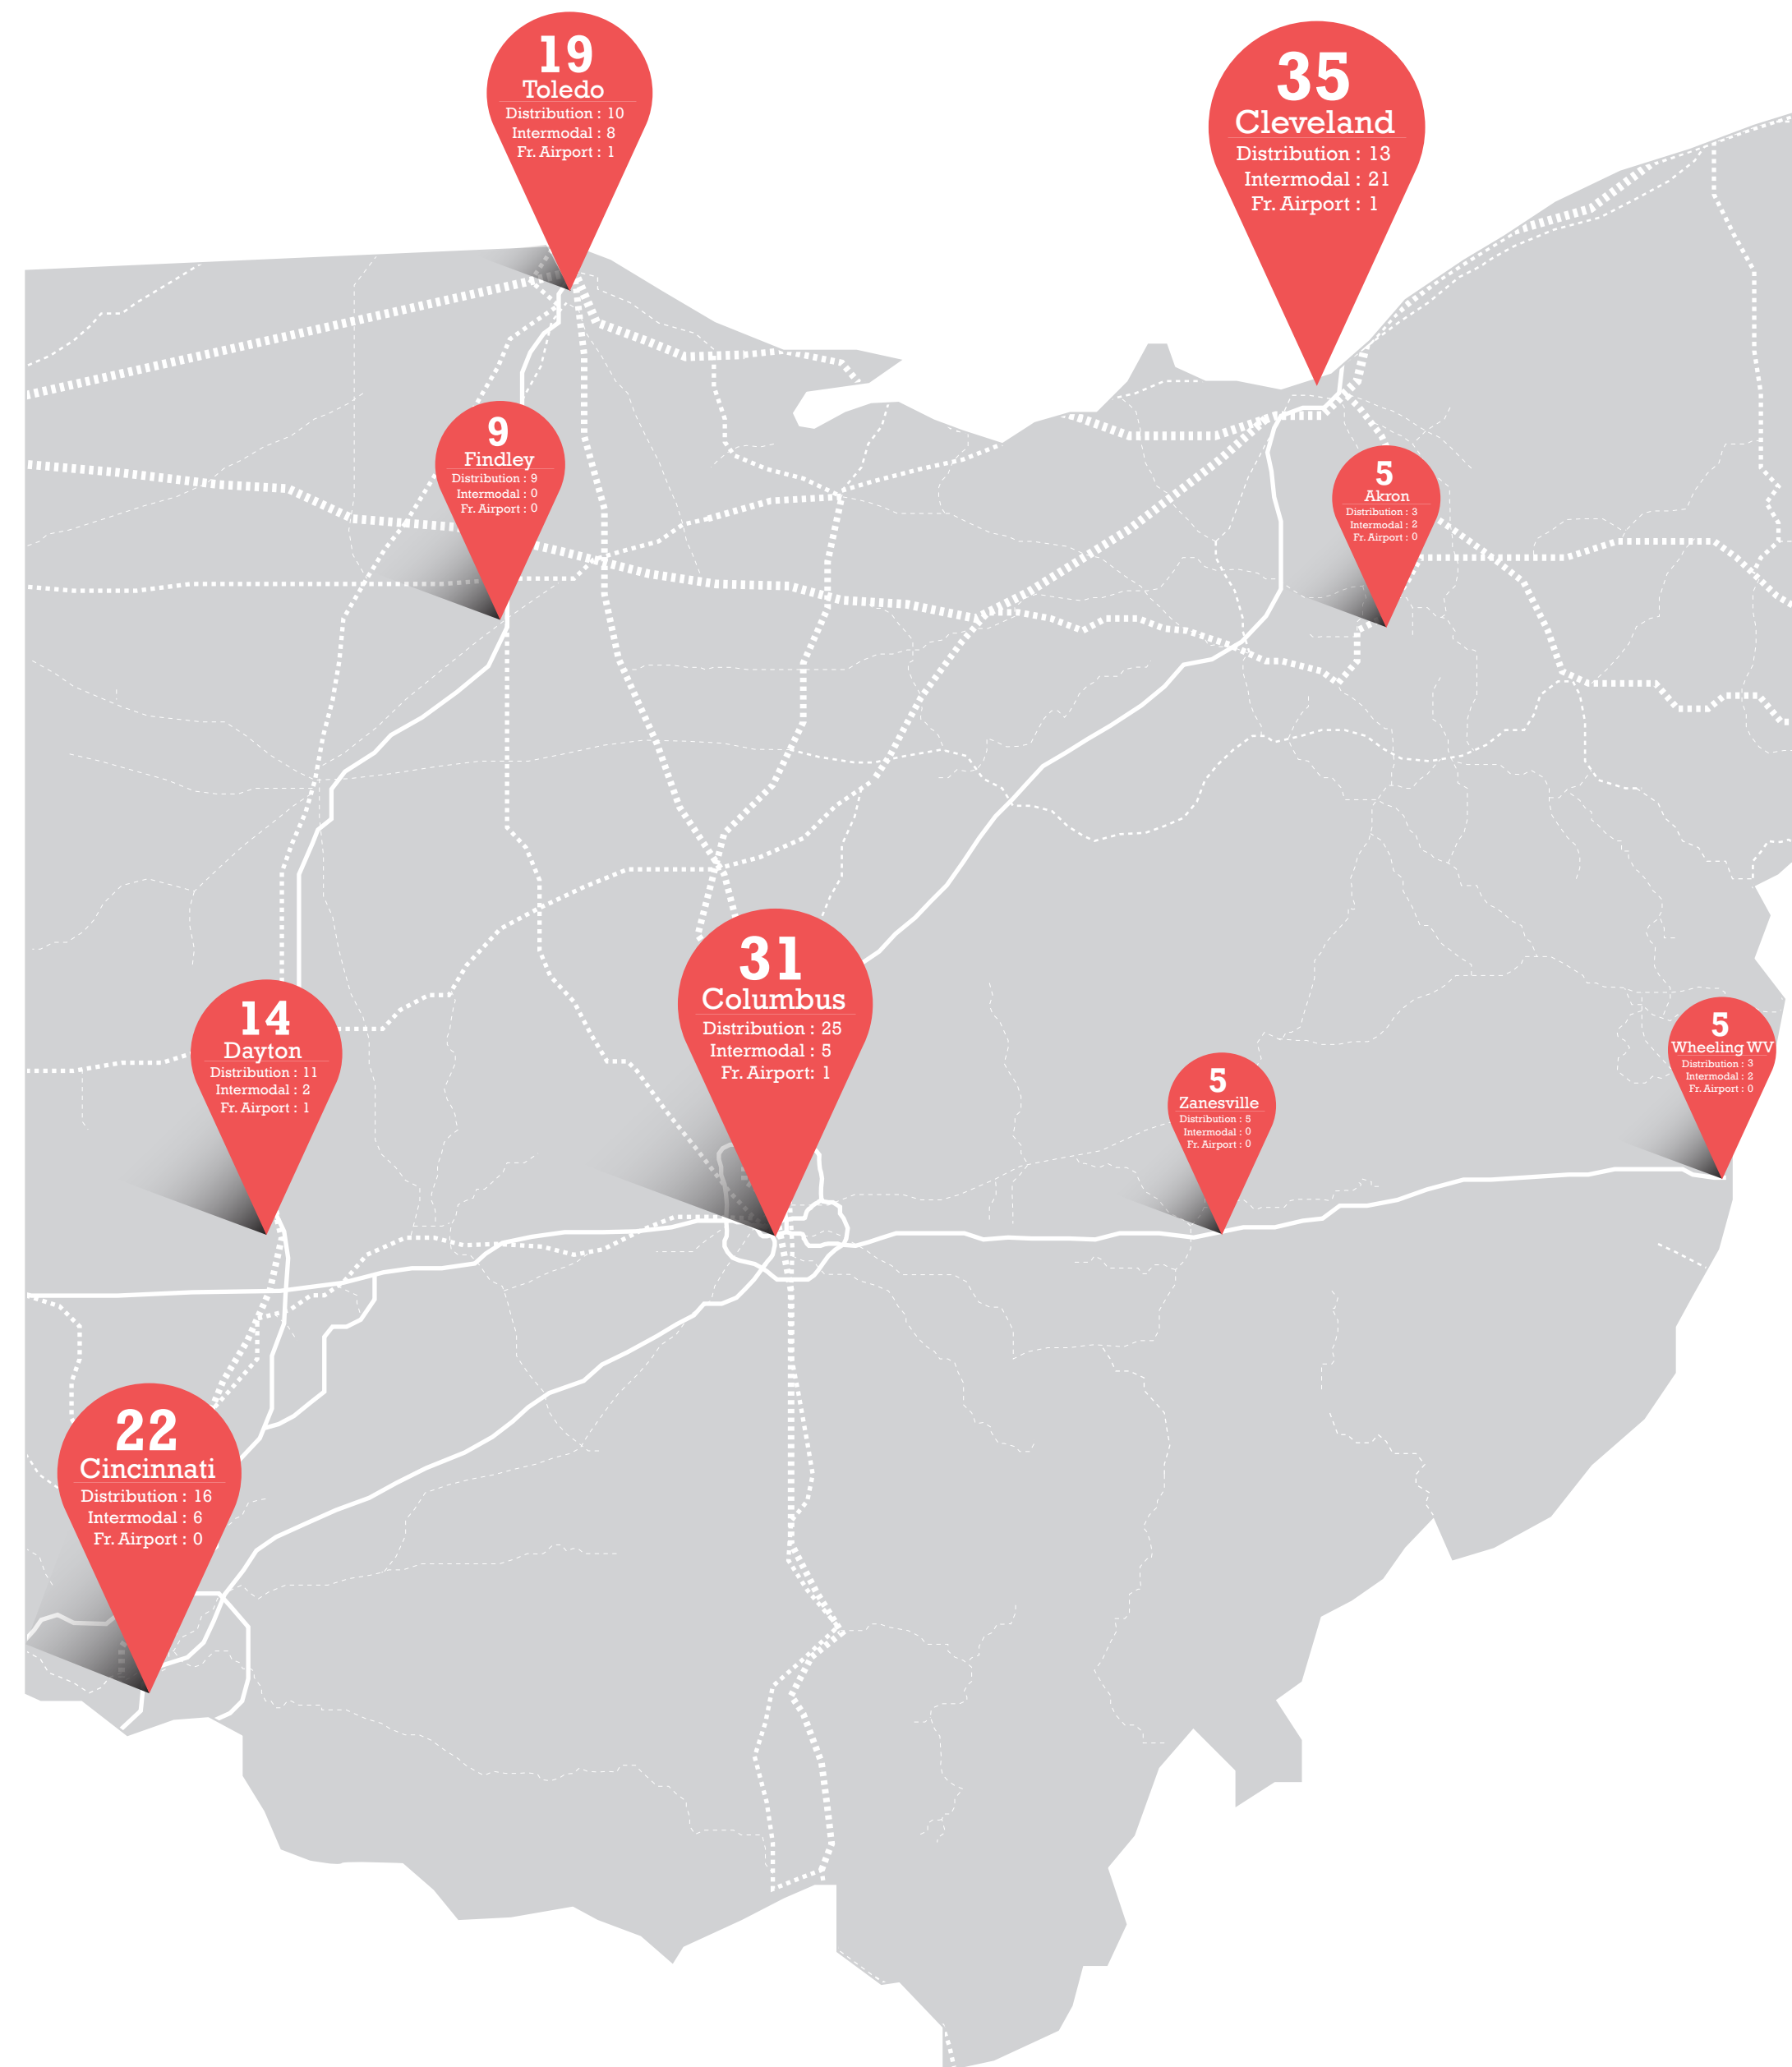 19
Toledo
Distribution : 10
Intermodal : 8
Fr. Airport : 1
35
Cleveland
Distribution : 13
Intermodal : 21
Fr. Airport : 1
9
Findley
Distribution : 9
Intermodal : 0
Fr. Airport : 0
5
Akron
Distribution : 3
Intermodal : 2
Fr. Airport : 0
31
Columbus
Distribution : 25
Intermodal : 5
Fr. Airport: 1
14
Dayton
Distribution : 11
Intermodal : 2
Fr. Airport : 1
5
Zanesville
Distribution : 5
Intermodal : 0
Fr. Airport : 0
5
Wheeling WV
Distribution : 3
Intermodal : 2
Fr. Airport : 0
22
Cincinnati
Distribution : 16
Intermodal : 6
Fr. Airport : 0